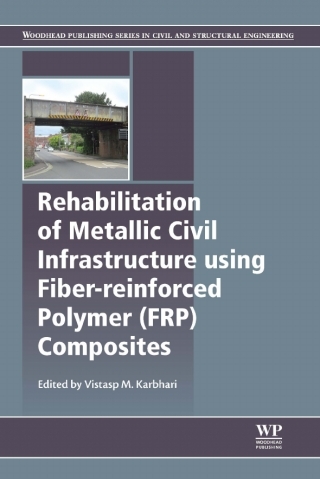 WOODHEAD PUBLISHING SERIES IN CIVIL AND STRUCTURAL ENGINEERING
Rehabilitation
of Metallic Civil
Infrastructure using
Fiber-reinforced
Polymer (FRP)
Composites
Edited by Vistasp M. Karbhari
WP
WOODHEAD
PUBLISHING